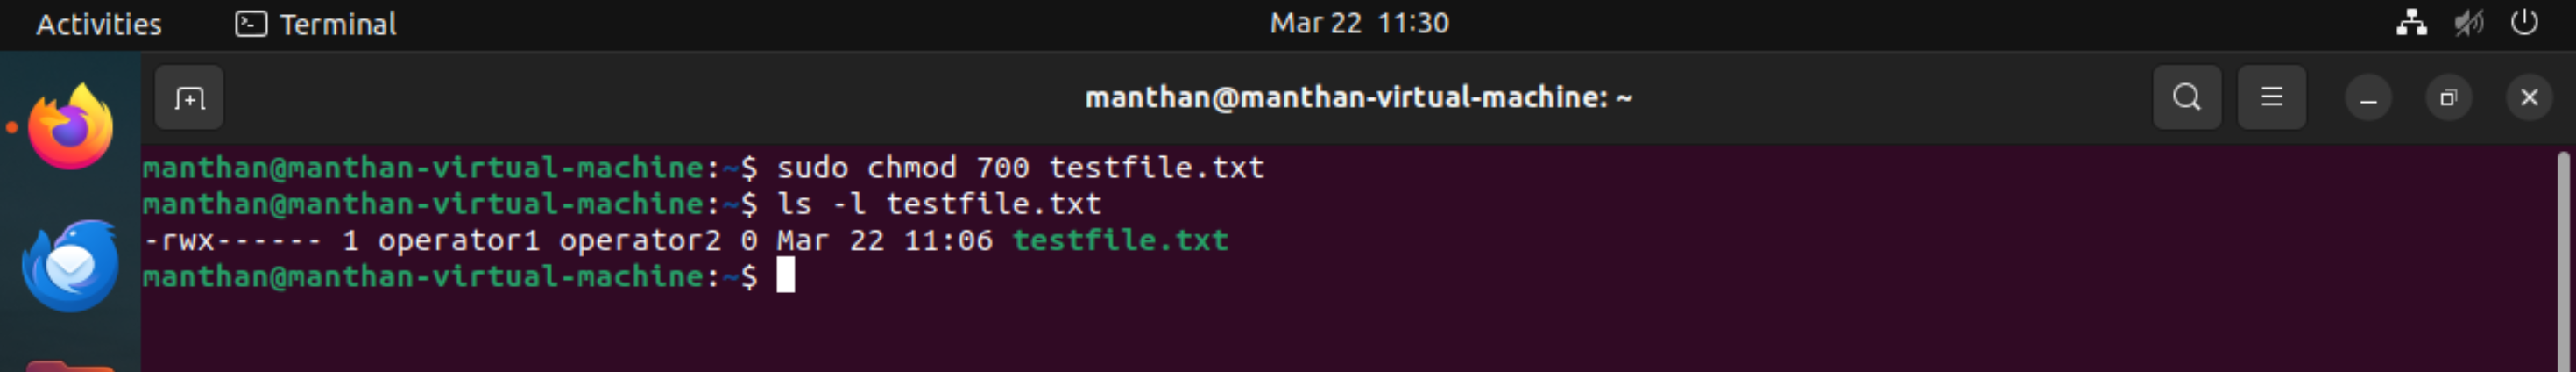 Activities Terminal Mar 22 11:30
manthan@manthan-virtual-machine: ~
manthan@manthan-virtual-machine:~$ sudo chmod 700 testfile.txt
manthan@manthan-virtual-machine:~$ ls -l testfile.txt
-rwx------ 1 operator1 operator2 0 Mar 22 11:06 testfile.txt
manthan@manthan-virtual-machine:~$